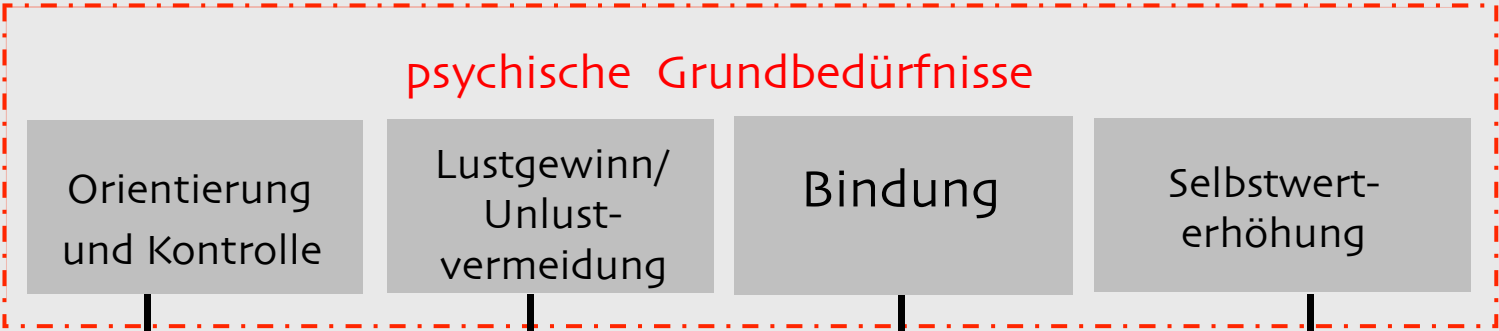 psychische Grundbedürfnisse
Orientierung
und Kontrolle
Lustgewinn/
Unlust-
vermeidung
Bindung
Selbstwert-
erhöhung